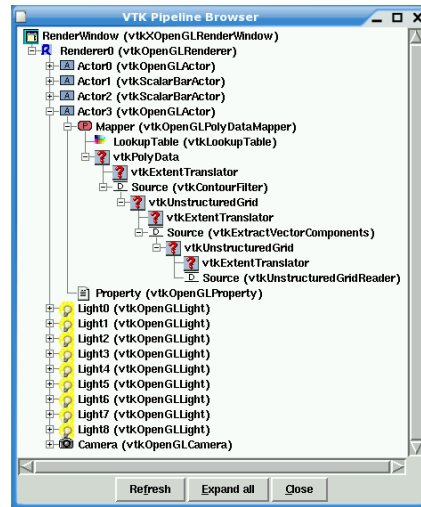 VTK Pipeline Browser
RenderWindow (vtkXOpenGLRenderWindow)
Renderer0 (vtkOpenGLRenderer)
Actor0 (vtkOpenGLActor)
Actor1 (vtkScalarBarActor)
Actor2 (vtkScalarBarActor)
Actor3 (vtkOpenGLActor)
Mapper (vtkOpenGLPolyDataMapper)
LookupTable (vtkLookupTable)
vtkPolyData
vtkExtentTranslator
Source (vtkContourFilter)
vtkUnstructuredGrid
vtkExtentTranslator
Source (vtkExtractVectorComponents)
vtkUnstructuredGrid
vtkExtentTranslator
Source (vtkUnstructuredGridReader)
Property (vtkOpenGLProperty)
Light0 (vtkOpenGLLight)
Light1 (vtkOpenGLLight)
Light2 (vtkOpenGLLight)
Light3 (vtkOpenGLLight)
Light4 (vtkOpenGLLight)
Light5 (vtkOpenGLLight)
Light6 (vtkOpenGLLight)
Light7 (vtkOpenGLLight)
Light8 (vtkOpenGLLight)
Camera (vtkOpenGLCamera)
Refresh Expand all Close